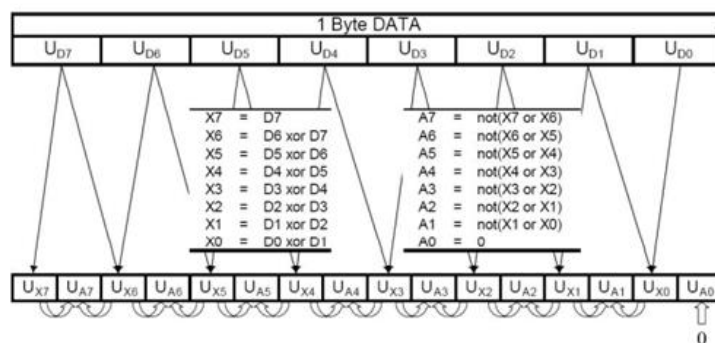 1 Byte DATA
UD7 UD6 UD5 UD4 UD3 UD2 UD1 UD0
X7 = D7
X6 = D6 xor D7
X5 = D5 xor D6
X4 = D4 xor D5
X3 = D3 xor D4
X2 = D2 xor D3
X1 = D1 xor D2
X0 = D0 xor D1
A7 = not(X7 or X6)
A6 = not(X6 or X5)
A5 = not(X5 or X4)
A4 = not(X4 or X3)
A3 = not(X3 or X2)
A2 = not(X2 or X1)
A1 = not(X1 or X0)
A0 = 0
UX7 UA7 UX6 UA6 UX5 UA5 UX4 UA4 UX3 UA3 UX2 UA2 UX1 UA1 UX0 UA0
0